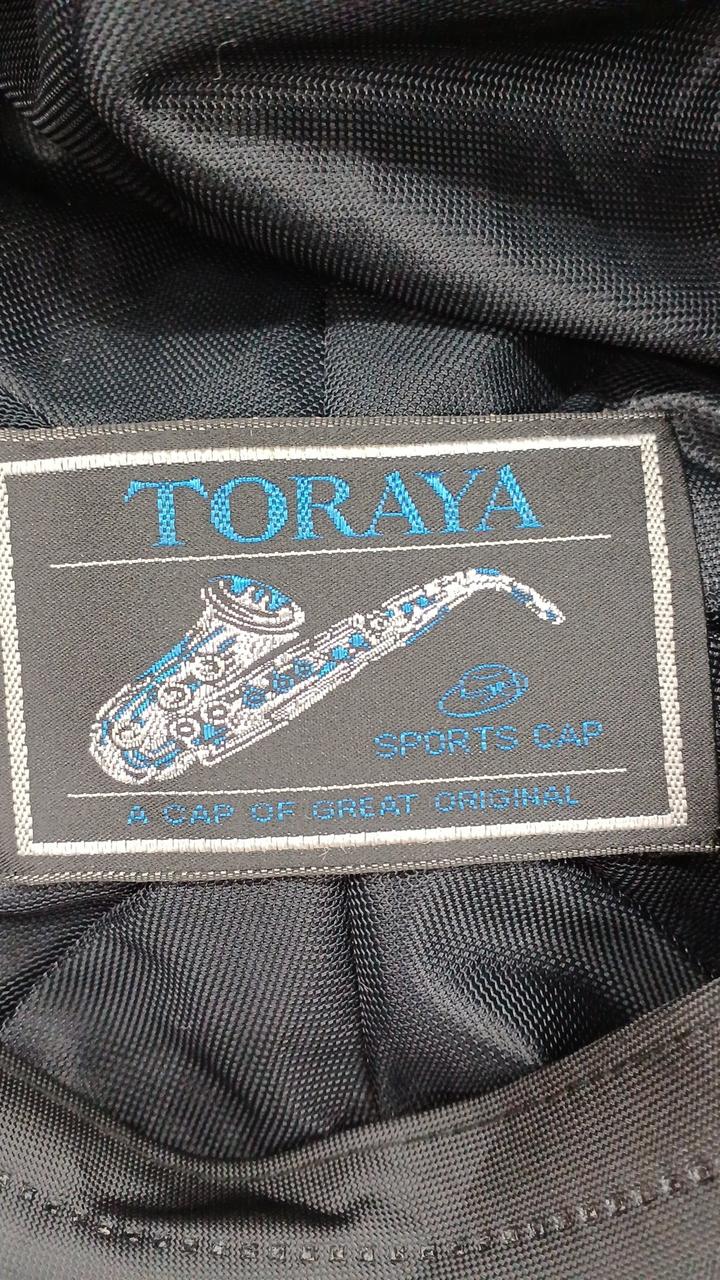 TORAYA
SPORTS CAP
A CAP OF GREAT ORIGINAL